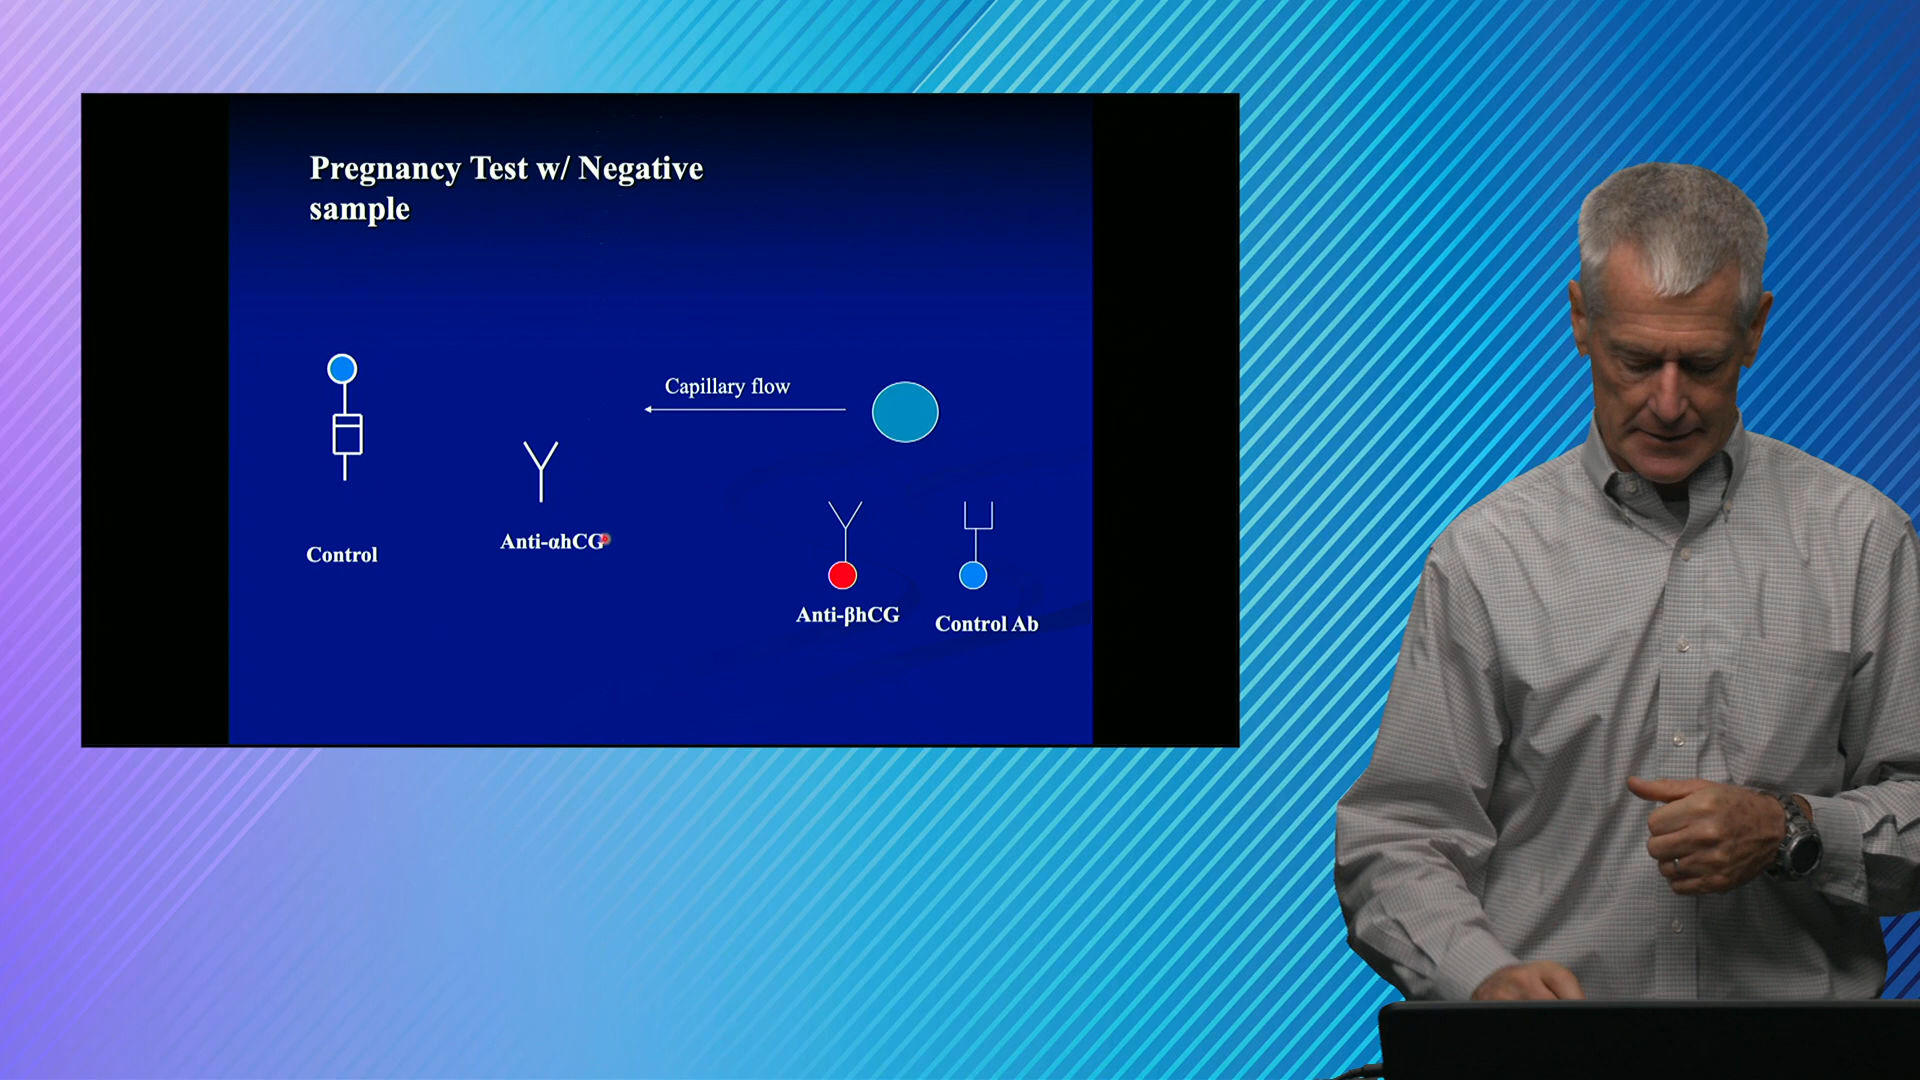 Pregnancy Test w/ Negative
sample
Capillary flow
Control
Anti-αhCG
Anti-βhCG
Control Ab